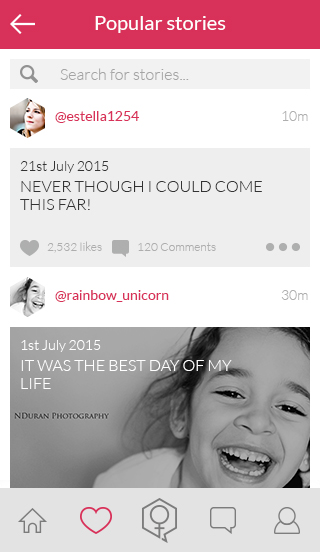 Popular stories
Search for stories...
@estella1254 10m
21st July 2015
NEVER THOUGH I COULD COME
THIS FAR!
2,532 likes 120 Comments
@rainbow_unicorn 30m
1st July 2015
IT WAS THE BEST DAY OF MY
LIFE
NDURAN PHOTOGRAPHY